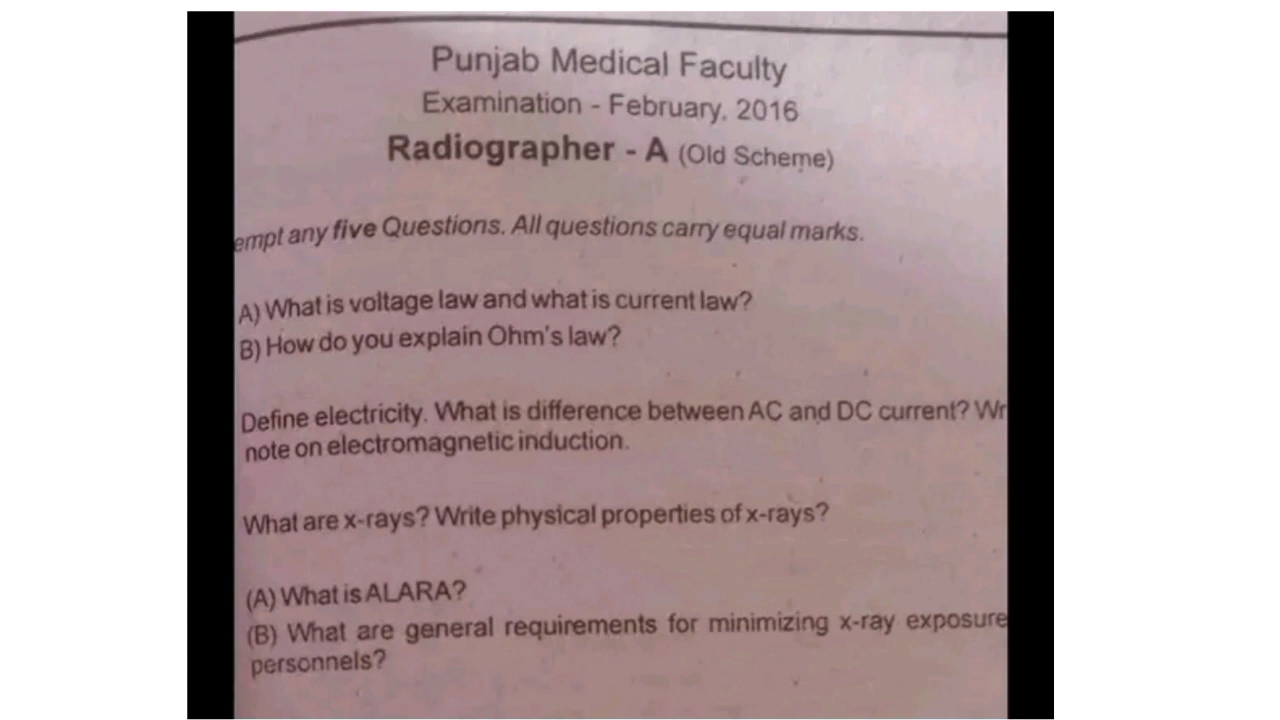 Punjab Medical Faculty
Examination - February. 2016
Radiographer - A (Old Scheme)
empt any five Questions. All questions carry equal marks.
A) What is voltage law and what is current law?
B) How do you explain Ohm's law?
Define electricity. What is difference between AC and DC current? Wr
note on electromagnetic induction.
What are x-rays? Write physical properties of x-rays?
(A) What is ALARA?
(B) What are general requirements for minimizing x-ray exposure
personnels?